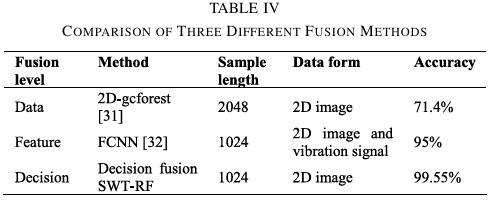 TABLE IV
COMPARISON OF THREE DIFFERENT FUSION METHODS
Fusion level Method Sample length Data form Accuracy
Data 2D-gcforest [31] 2048 2D image 71.4%
Feature FCNN [32] 1024 2D image and vibration signal 95%
Decision Decision fusion SWT-RF 1024 2D image 99.55%